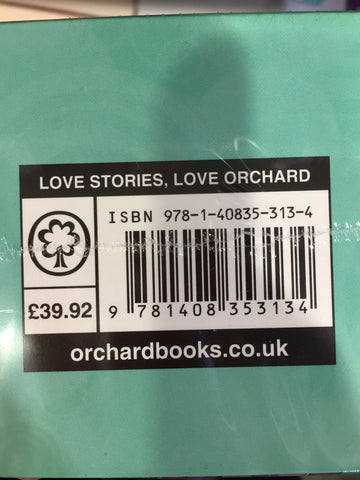 LOVE STORIES, LOVE ORCHARD
ISBN 978-1-40835-313-4
£39.92
9 781408 353134
orchardbooks.co.uk